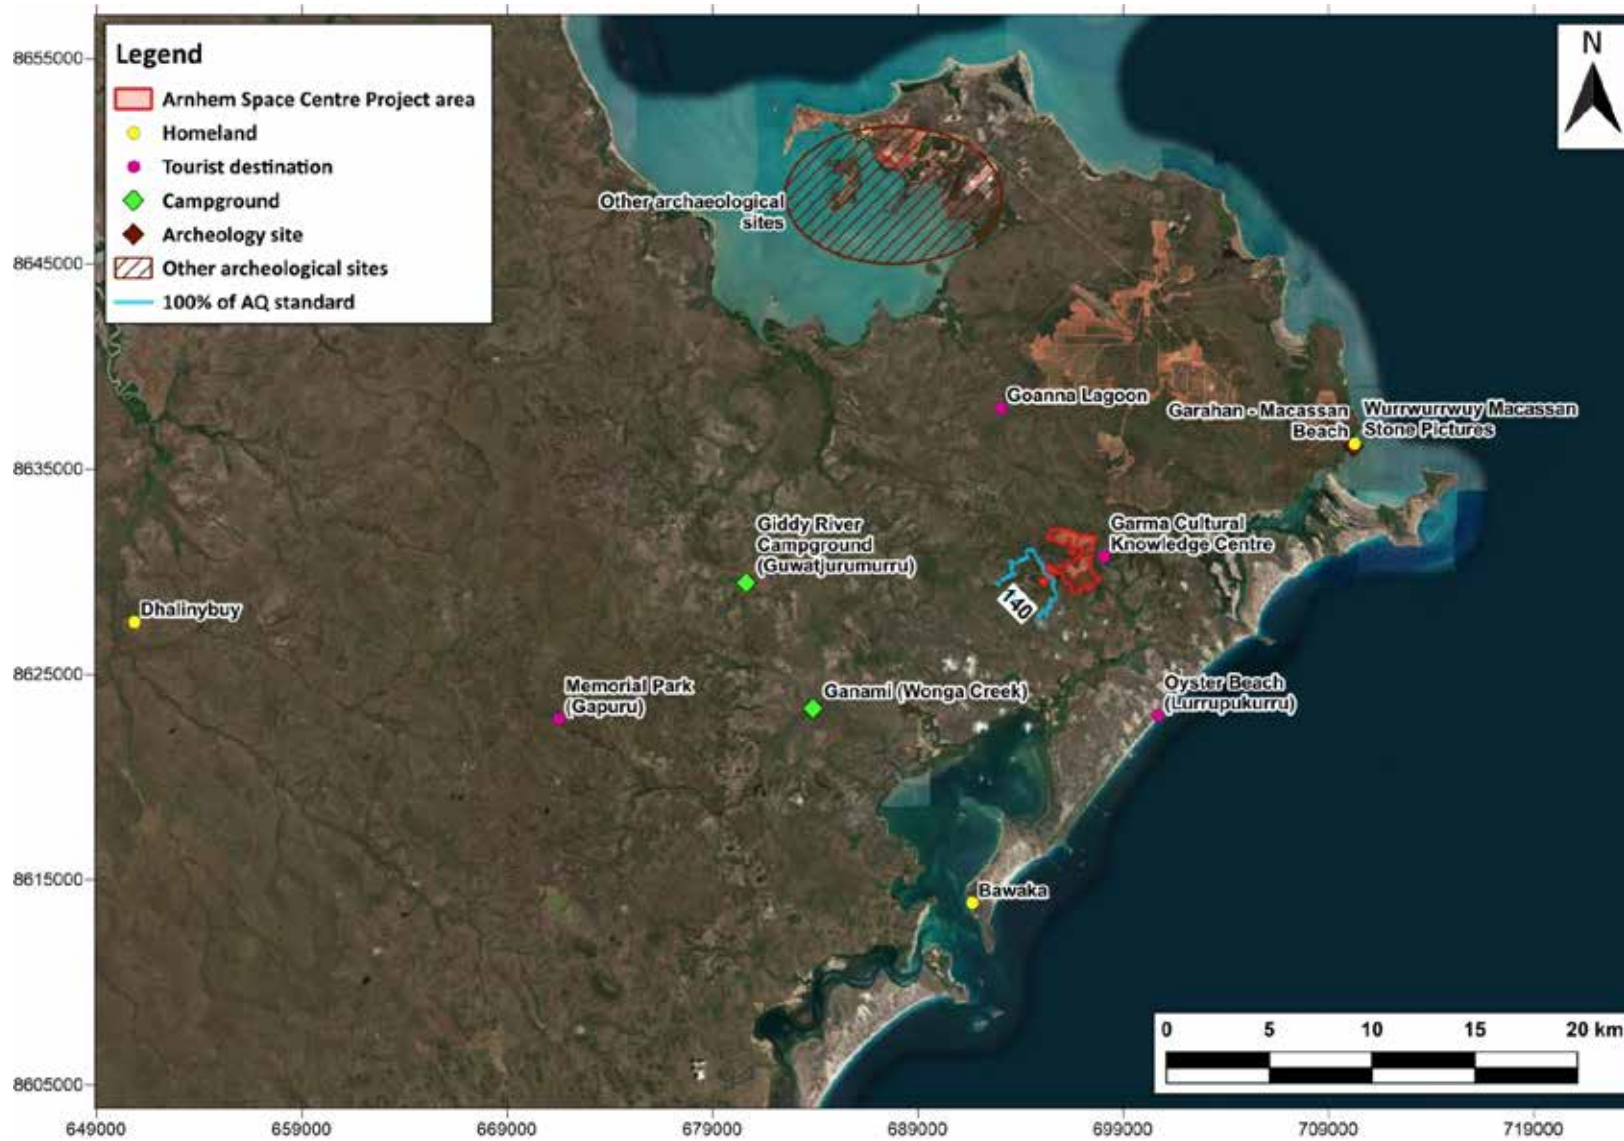 Legend
Arnhem Space Centre Project area
Homeland
Tourist destination
Campground
Archeology site
Other archeological sites
100% of AQ standard
N
8655000
8645000
8635000
8625000
8615000
8605000
Other archaeological
sites
Goanna Lagoon
Garahan - Macassan
Beach
Wurrwurrwuy Macassan
Stone Pictures
Giddy River
Campground
(Guwatjurumurru)
Garma Cultural
Knowledge Centre
140
Dhalinybuy
Memorial Park
(Gapuru)
Ganami (Wonga Creek)
Oyster Beach
(Lurrupukurru)
Bawaka
0 5 10 15 20 km
649000 659000 669000 679000 689000 699000 709000 719000